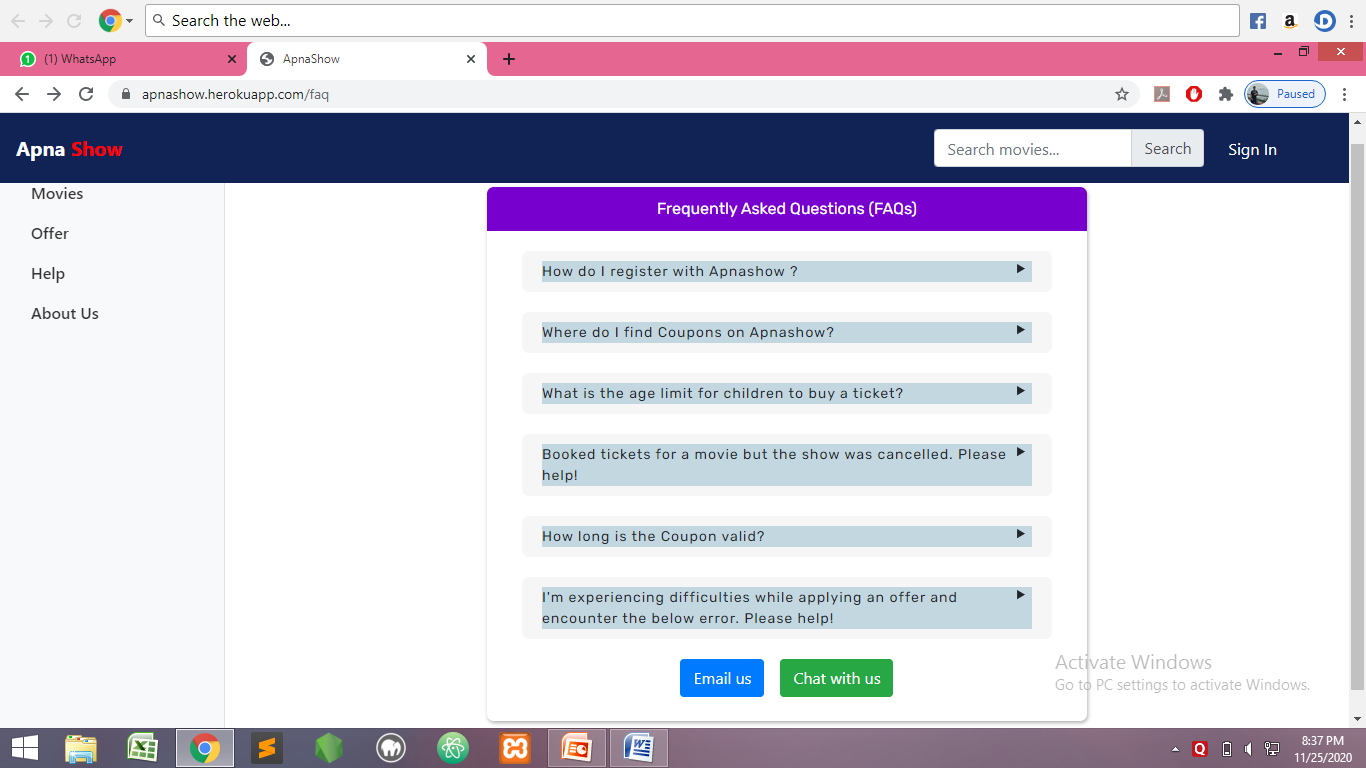 Search the web...
(1) WhatsApp
ApnaShow
apnashow.herokuapp.com/faq
Paused
Apna Show
Search movies...
Search
Sign In
Movies
Offer
Help
About Us
Frequently Asked Questions (FAQs)
How do I register with Apnashow ?
Where do I find Coupons on Apnashow?
What is the age limit for children to buy a ticket?
Booked tickets for a movie but the show was cancelled. Please
help!
How long is the Coupon valid?
I'm experiencing difficulties while applying an offer and
encounter the below error. Please help!
Email us
Chat with us
Activate Windows
Go to PC settings to activate Windows.
8:37 PM
11/25/2020